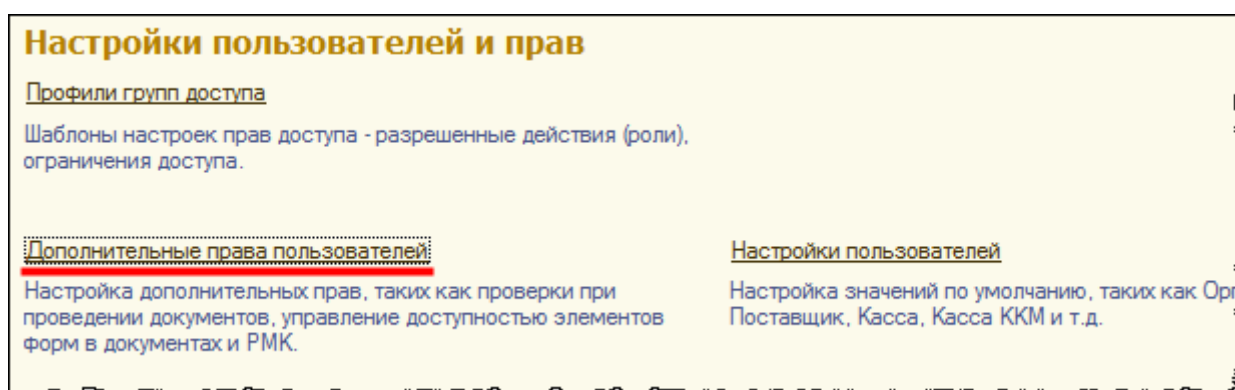 Настройки пользователей и прав
Профили групп доступа
Шаблоны настроек прав доступа - разрешенные действия (роли),
ограничения доступа.
Дополнительные права пользователей
Настройки пользователей
Настройка дополнительных прав, таких как проверки при
проведении документов, управление доступностью элементов
форм в документах и РМК.
Настройка значений по умолчанию, таких как Орг
Поставщик, Касса, Касса ККМ и т.д.